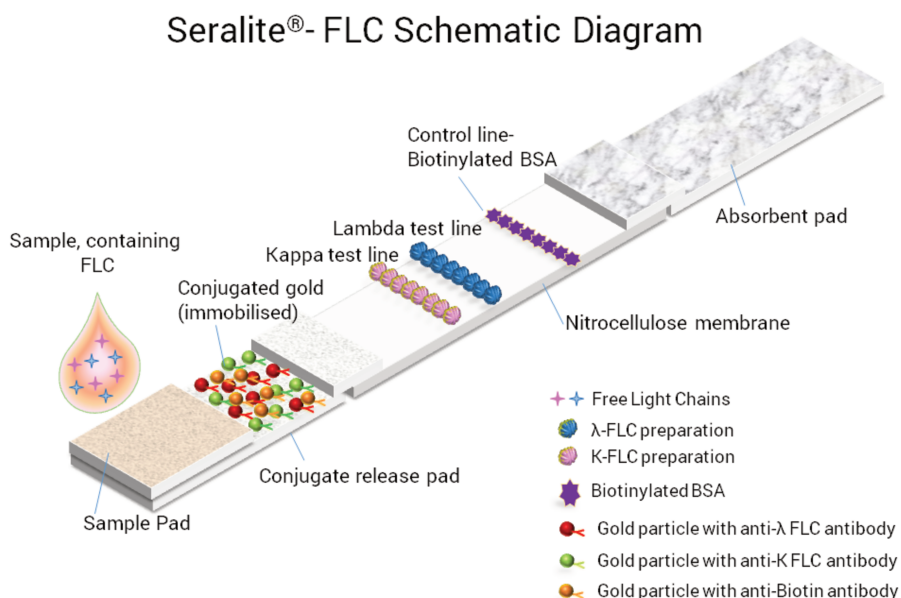 Seralite®- FLC Schematic Diagram
Control line-
Biotinylated BSA
Absorbent pad
Lambda test line
Kappa test line
Sample, containing
FLC
Conjugated gold
(immobilised)
Nitrocellulose membrane
Free Light Chains
λ-FLC preparation
K-FLC preparation
Biotinylated BSA
Gold particle with anti-λ FLC antibody
Gold particle with anti-K FLC antibody
Gold particle with anti-Biotin antibody
Conjugate release pad
Sample Pad